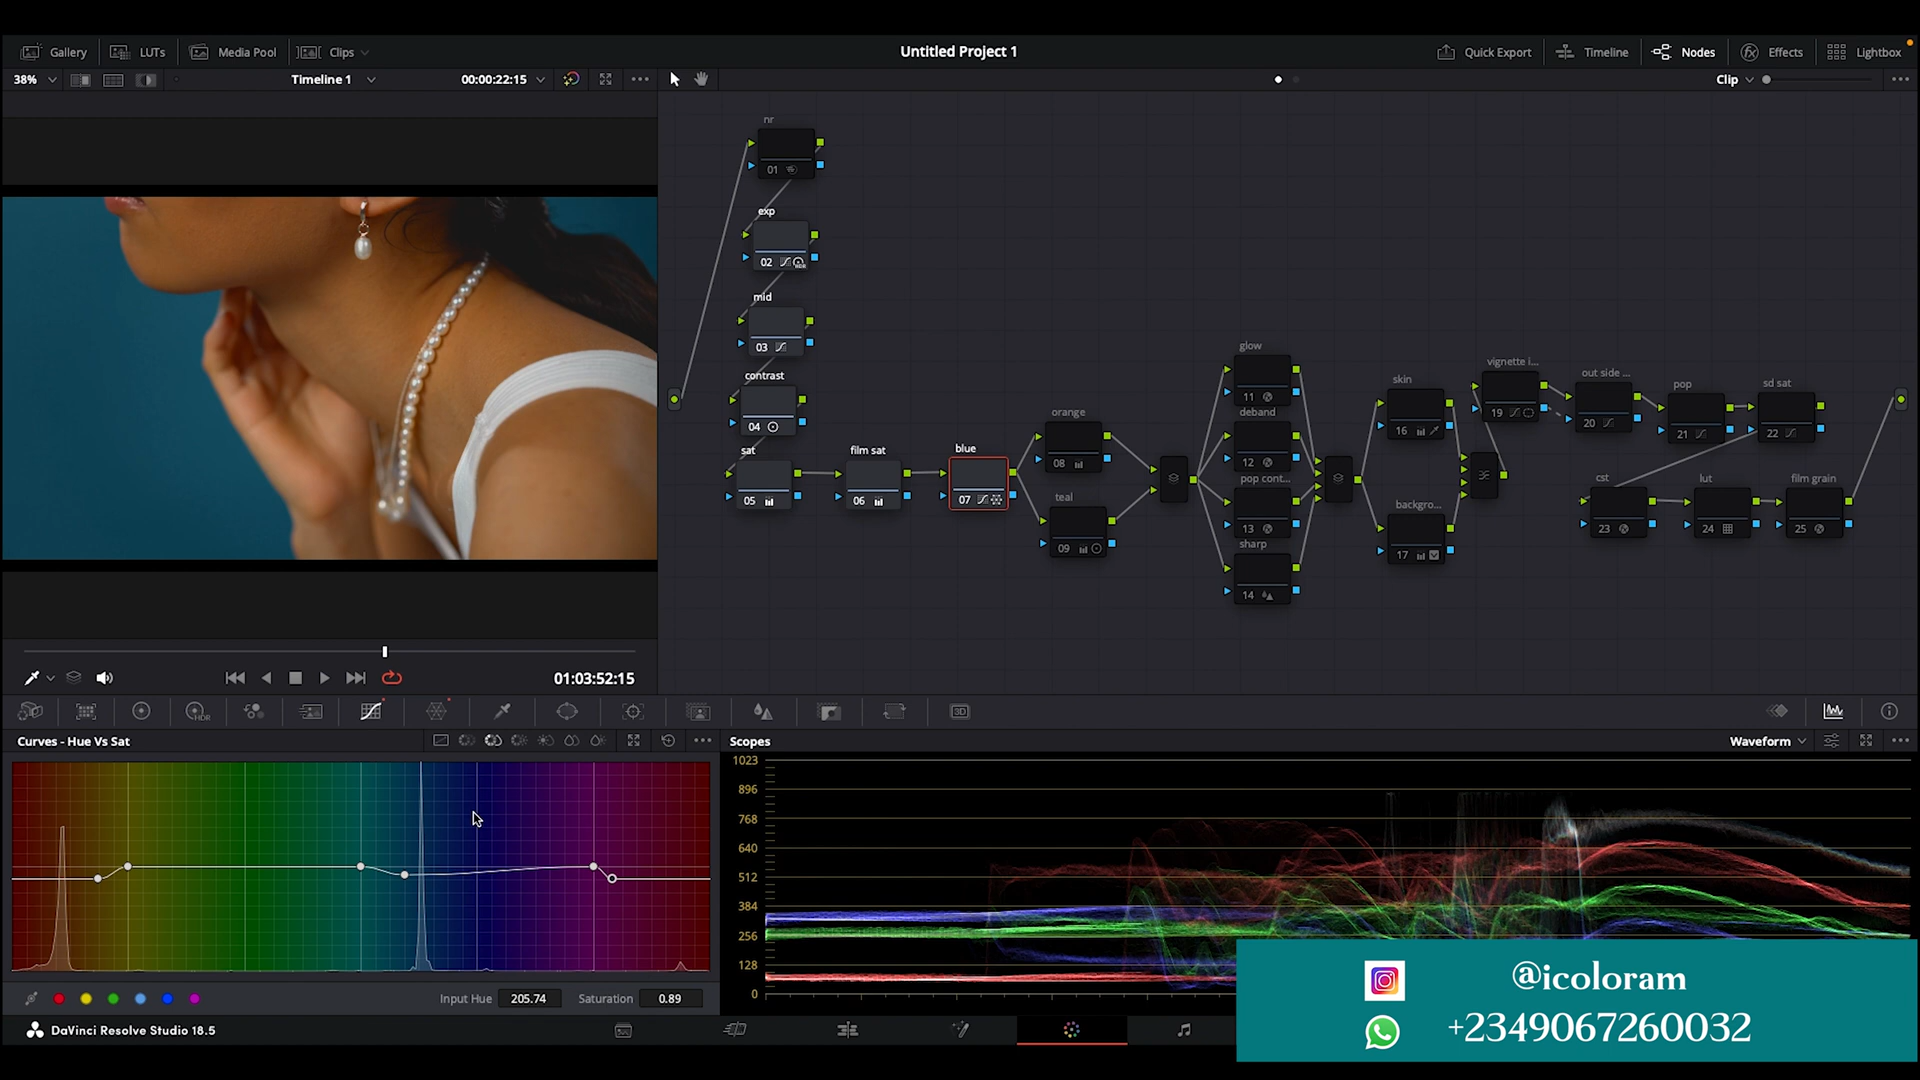 Gallery
LUTs
Media Pool
Clips
Untitled Project 1
Quick Export
Timeline
Nodes
Effects
Lightbox
38%
Timeline 1
00:00:22:15
Clip
nr
01
exp
02
mid
03
contrast
04
sat
05
film sat
06
blue
07
orange
08
teal
09
glow
11
deband
12
pop cont...
13
sharp
14
skin
16
backgro...
17
vignette i...
19
out side ...
20
pop
21
sd sat
22
cst
23
lut
24
film grain
25
01:03:52:15
HDR
3D
Curves - Hue Vs Sat
Scopes
Waveform
1023
896
768
640
512
384
256
128
0
Input Hue 205.74 Saturation 0.89
DaVinci Resolve Studio 18.5
@icoloram
+2349067260032